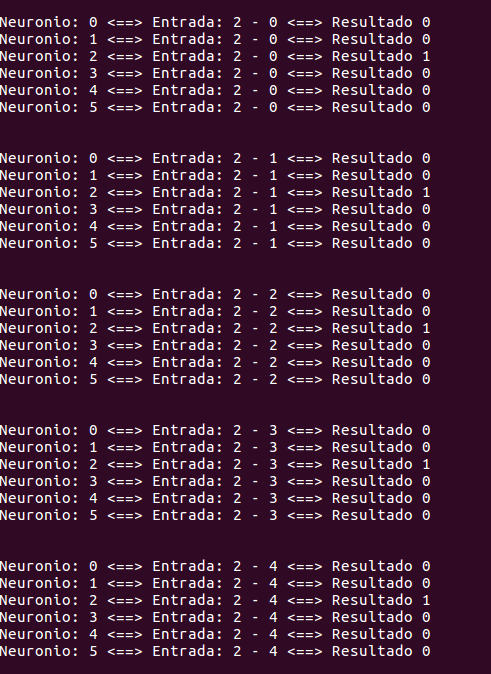 Neuronio: 0 <==> Entrada: 2 - 0 <==> Resultado 0
Neuronio: 1 <==> Entrada: 2 - 0 <==> Resultado 0
Neuronio: 2 <==> Entrada: 2 - 0 <==> Resultado 1
Neuronio: 3 <==> Entrada: 2 - 0 <==> Resultado 0
Neuronio: 4 <==> Entrada: 2 - 0 <==> Resultado 0
Neuronio: 5 <==> Entrada: 2 - 0 <==> Resultado 0
Neuronio: 0 <==> Entrada: 2 - 1 <==> Resultado 0
Neuronio: 1 <==> Entrada: 2 - 1 <==> Resultado 0
Neuronio: 2 <==> Entrada: 2 - 1 <==> Resultado 1
Neuronio: 3 <==> Entrada: 2 - 1 <==> Resultado 0
Neuronio: 4 <==> Entrada: 2 - 1 <==> Resultado 0
Neuronio: 5 <==> Entrada: 2 - 1 <==> Resultado 0
Neuronio: 0 <==> Entrada: 2 - 2 <==> Resultado 0
Neuronio: 1 <==> Entrada: 2 - 2 <==> Resultado 0
Neuronio: 2 <==> Entrada: 2 - 2 <==> Resultado 1
Neuronio: 3 <==> Entrada: 2 - 2 <==> Resultado 0
Neuronio: 4 <==> Entrada: 2 - 2 <==> Resultado 0
Neuronio: 5 <==> Entrada: 2 - 2 <==> Resultado 0
Neuronio: 0 <==> Entrada: 2 - 3 <==> Resultado 0
Neuronio: 1 <==> Entrada: 2 - 3 <==> Resultado 0
Neuronio: 2 <==> Entrada: 2 - 3 <==> Resultado 1
Neuronio: 3 <==> Entrada: 2 - 3 <==> Resultado 0
Neuronio: 4 <==> Entrada: 2 - 3 <==> Resultado 0
Neuronio: 5 <==> Entrada: 2 - 3 <==> Resultado 0
Neuronio: 0 <==> Entrada: 2 - 4 <==> Resultado 0
Neuronio: 1 <==> Entrada: 2 - 4 <==> Resultado 0
Neuronio: 2 <==> Entrada: 2 - 4 <==> Resultado 1
Neuronio: 3 <==> Entrada: 2 - 4 <==> Resultado 0
Neuronio: 4 <==> Entrada: 2 - 4 <==> Resultado 0
Neuronio: 5 <==> Entrada: 2 - 4 <==> Resultado 0